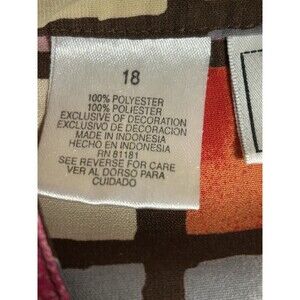 18
100% POLYESTER
100% POLYESTER
EXCLUSIVE OF DECORATION
EXCLUSIVO DE DECORACION
MADE IN INDONESIA
HECHO EN INDONESIA
RN 81181
SEE REVERSE FOR CARE
VER AL DORSO PARA
CUIDADO